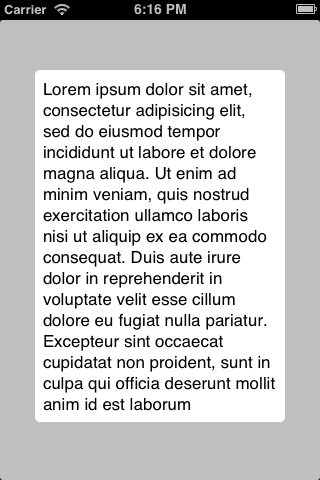 Carrier 6:16 PM
Lorem ipsum dolor sit amet,
consectetur adipisicing elit,
sed do eiusmod tempor
incididunt ut labore et dolore
magna aliqua. Ut enim ad
minim veniam, quis nostrud
exercitation ullamco laboris
nisi ut aliquip ex ea commodo
consequat. Duis aute irure
dolor in reprehenderit in
voluptate velit esse cillum
dolore eu fugiat nulla pariatur.
Excepteur sint occaecat
cupidatat non proident, sunt in
culpa qui officia deserunt mollit
anim id est laborum